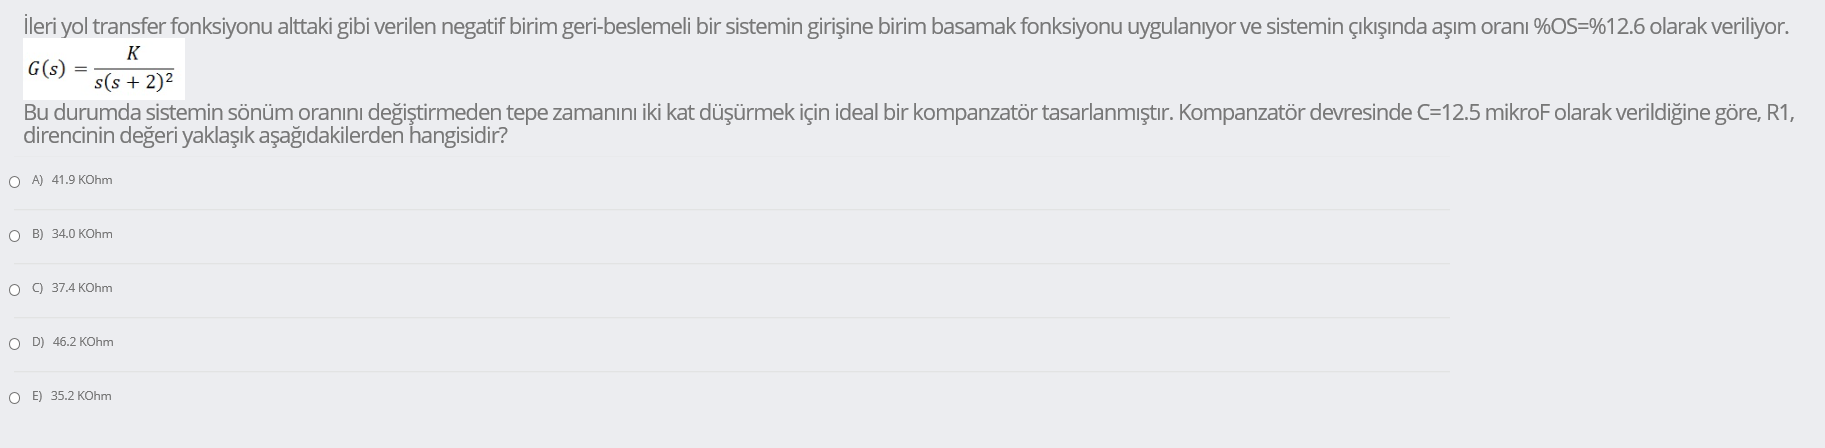 İleri yol transfer fonksiyonu alttaki gibi verilen negatif birim geri-beslemeli bir sistemin girişine birim basamak fonksiyonu uygulanıyor ve sistemin çıkışında aşım oranı %OS=%12.6 olarak veriliyor.
G(s) = K / s(s + 2)²
Bu durumda sistemin sönüm oranını değiştirmeden tepe zamanını iki kat düşürmek için ideal bir kompanzatör tasarlanmıştır. Kompanzatör devresinde C=12.5 mikroF olarak verildiğine göre, R1,
direncinin değeri yaklaşık aşağıdakilerden hangisidir?
A) 41.9 KOhm
B) 34.0 KOhm
C) 37.4 KOhm
D) 46.2 KOhm
E) 35.2 KOhm